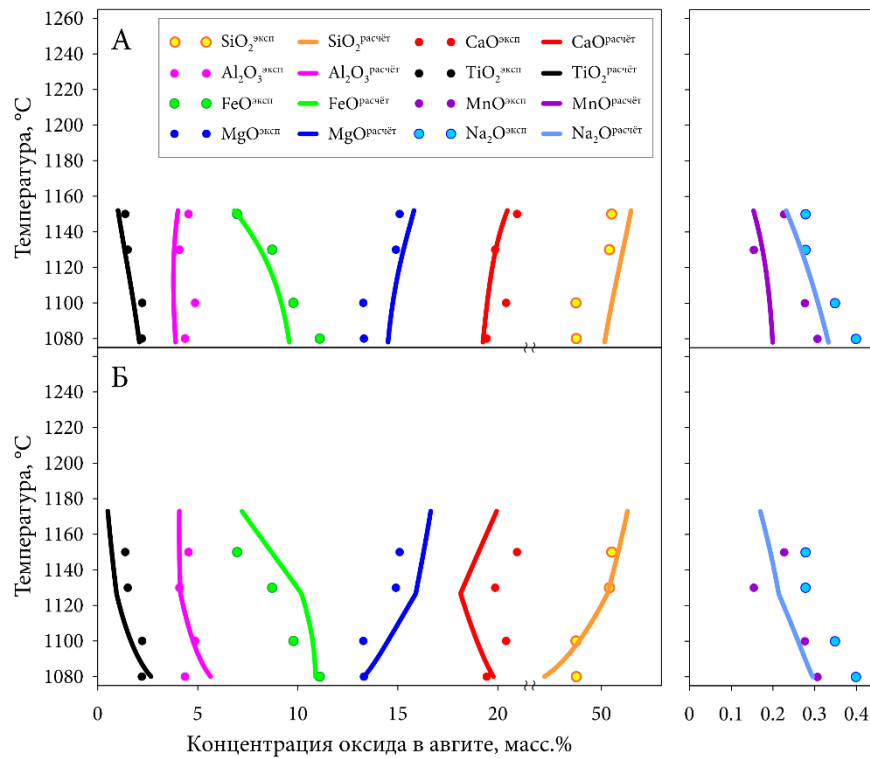 1260
1240
1220
1200
1180
1160
1140
1120
1100
1080
Температура, °C
А
SiO₂эксп SiO₂расчёт CaOэксп CaOрасчёт
Al₂O₃эксп Al₂O₃расчёт TiO₂эксп TiO₂расчёт
FeOэксп FeOрасчёт MnOэксп MnOрасчёт
MgOэксп MgOрасчёт Na₂Oэксп Na₂Oрасчёт
Б
1240
1220
1200
1180
1160
1140
1120
1100
1080
Температура, °C
0 5 10 15 20 50 0 0.1 0.2 0.3 0.4
Концентрация оксида в авгите, масс.%